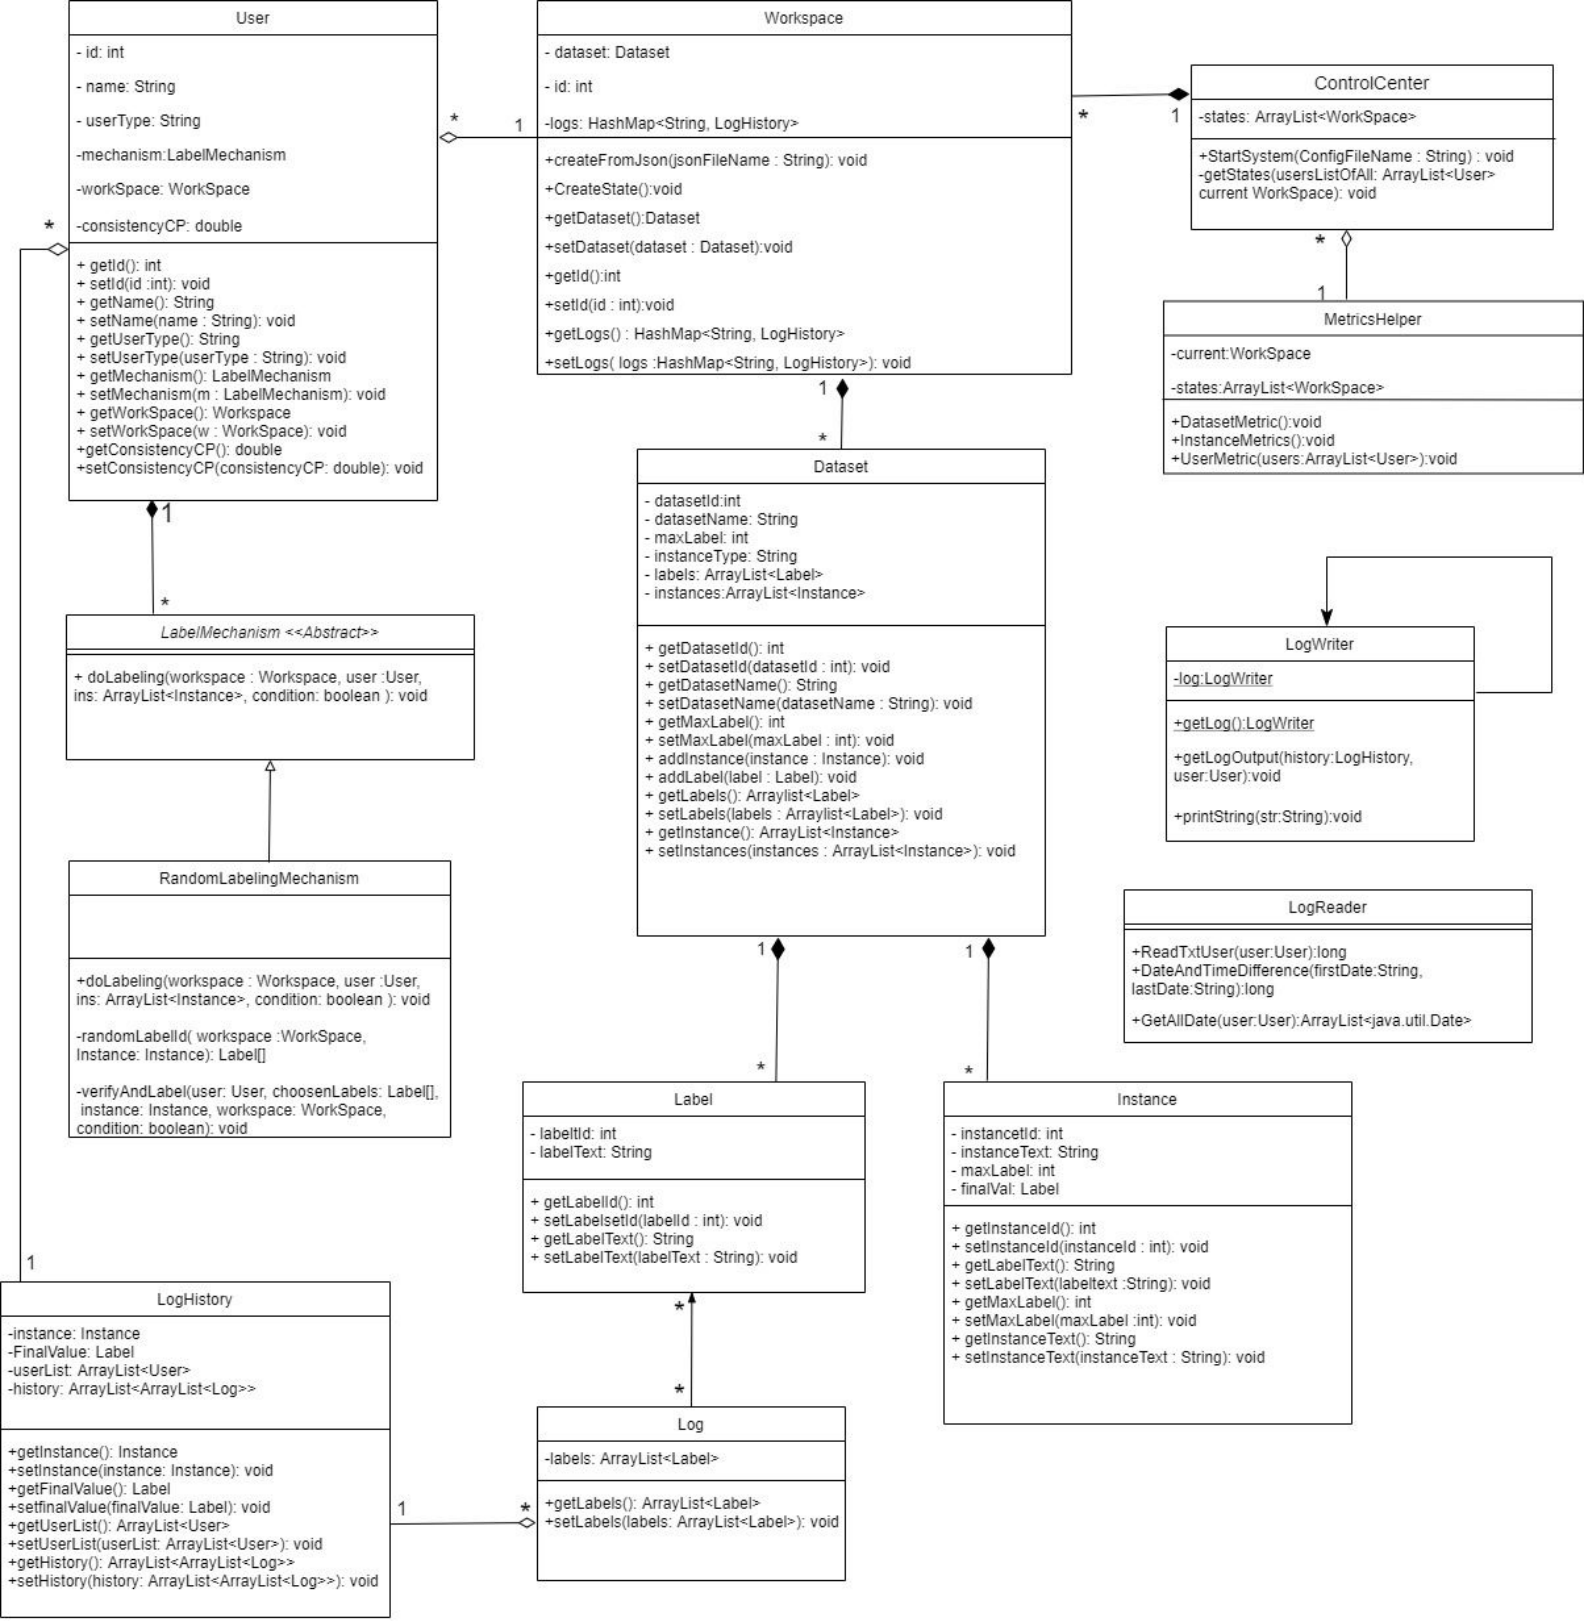 User
- id: int
- name: String
- userType: String
-mechanism:LabelMechanism
-workSpace: WorkSpace
-consistencyCP: double
+ getId(): int
+ setId(id :int): void
+ getName(): String
+ setName(name : String): void
+ getUserType(): String
+ setUserType(userType : String): void
+ getMechanism(): LabelMechanism
+ setMechanism(m : LabelMechanism): void
+ getWorkSpace(): Workspace
+ setWorkSpace(w : WorkSpace): void
+getConsistencyCP(): double
+setConsistencyCP(consistencyCP: double): void
*
1
*
Workspace
- dataset: Dataset
- id: int
-logs: HashMap<String, LogHistory>
+createFromJson(jsonFileName : String): void
+CreateState():void
+getDataset():Dataset
+setDataset(dataset : Dataset):void
+getId():int
+setId(id : int):void
+getLogs() : HashMap<String, LogHistory>
+setLogs( logs :HashMap<String, LogHistory>): void
*
1
ControlCenter
-states: ArrayList<WorkSpace>
+StartSystem(ConfigFileName : String) : void
-getStates(usersListOfAll: ArrayList<User>
current WorkSpace): void
*
1
MetricsHelper
-current:WorkSpace
-states:ArrayList<WorkSpace>
+DatasetMetric():void
+InstanceMetrics():void
+UserMetric(users:ArrayList<User>):void
1
*
Dataset
- datasetId:int
- datasetName: String
- maxLabel: int
- instanceType: String
- labels: ArrayList<Label>
- instances:ArrayList<Instance>
+ getDatasetId(): int
+ setDatasetId(datasetId : int): void
+ getDatasetName(): String
+ setDatasetName(datasetName : String): void
+ getMaxLabel(): int
+ setMaxLabel(maxLabel : int): void
+ addInstance(instance : Instance): void
+ addLabel(label : Label): void
+ getLabels(): Arraylist<Label>
+ setLabels(labels : Arraylist<Label>): void
+ getInstance(): ArrayList<Instance>
+ setInstances(instances : ArrayList<Instance>): void
1
*
LabelMechanism <<Abstract>>
+ doLabeling(workspace : Workspace, user :User,
ins: ArrayList<Instance>, condition: boolean ): void
RandomLabelingMechanism
+doLabeling(workspace : Workspace, user :User,
ins: ArrayList<Instance>, condition: boolean ): void
-randomLabelId( workspace :WorkSpace,
Instance: Instance): Label[]
-verifyAndLabel(user: User, choosenLabels: Label[],
instance: Instance, workspace: WorkSpace,
condition: boolean): void
LogWriter
-log:LogWriter
+getLog():LogWriter
+getLogOutput(history:LogHistory,
user:User):void
+printString(str:String):void
LogReader
+ReadTxtUser(user:User):long
+DateAndTimeDifference(firstDate:String,
lastDate:String):long
+GetAllDate(user:User):ArrayList<java.util.Date>
1
*
1
*
Label
- labeltId: int
- labelText: String
+ getLabelId(): int
+ setLabelsetId(labelId : int): void
+ getLabelText(): String
+ setLabelText(labelText : String): void
Instance
- instancetId: int
- instanceText: String
- maxLabel: int
- finalVal: Label
+ getInstanceId(): int
+ setInstanceId(instanceId : int): void
+ getLabelText(): String
+ setLabelText(labeltext :String): void
+ getMaxLabel(): int
+ setMaxLabel(maxLabel :int): void
+ getInstanceText(): String
+ setInstanceText(instanceText : String): void
1
LogHistory
-instance: Instance
-FinalValue: Label
-userList: ArrayList<User>
-history: ArrayList<ArrayList<Log>>
+getInstance(): Instance
+setInstance(instance: Instance): void
+getFinalValue(): Label
+setfinalValue(finalValue: Label): void
+getUserList(): ArrayList<User>
+setUserList(userList: ArrayList<User>): void
+getHistory(): ArrayList<ArrayList<Log>>
+setHistory(history: ArrayList<ArrayList<Log>>): void
*
*
1
*
Log
-labels: ArrayList<Label>
+getLabels(): ArrayList<Label>
+setLabels(labels: ArrayList<Label>): void